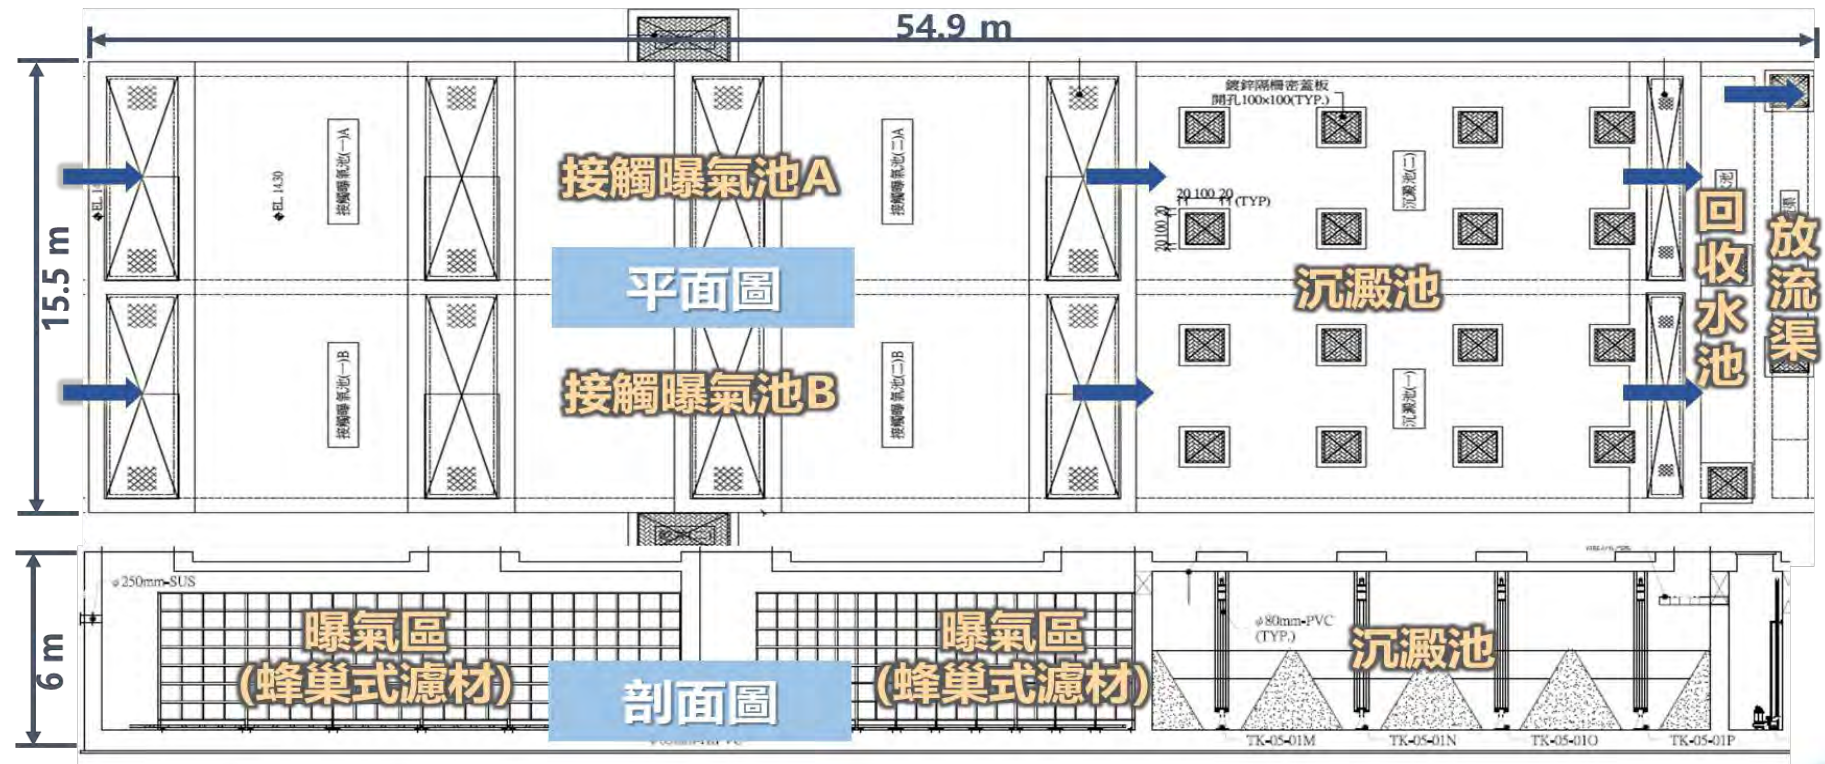 54.9 m
15.5 m
鍍鋅隔柵密蓋板
開孔100x100(TYP.)
EL. 14.30
接觸曝氣池(一)A
接觸曝氣池A
接觸曝氣池(二)A
沉澱池(二)
20 100 20 (TYP)
20 100 20
平面圖
沉澱池
回收水池
放流渠
接觸曝氣池(一)B
接觸曝氣池B
接觸曝氣池(二)B
沉澱池(一)
6 m
φ250mm-SUS
曝氣區
(蜂巢式濾材)
曝氣區
(蜂巢式濾材)
φ80mm-PVC
(TYP.)
沉澱池
剖面圖
TK-05-01M
TK-05-01N
TK-05-01O
TK-05-01P